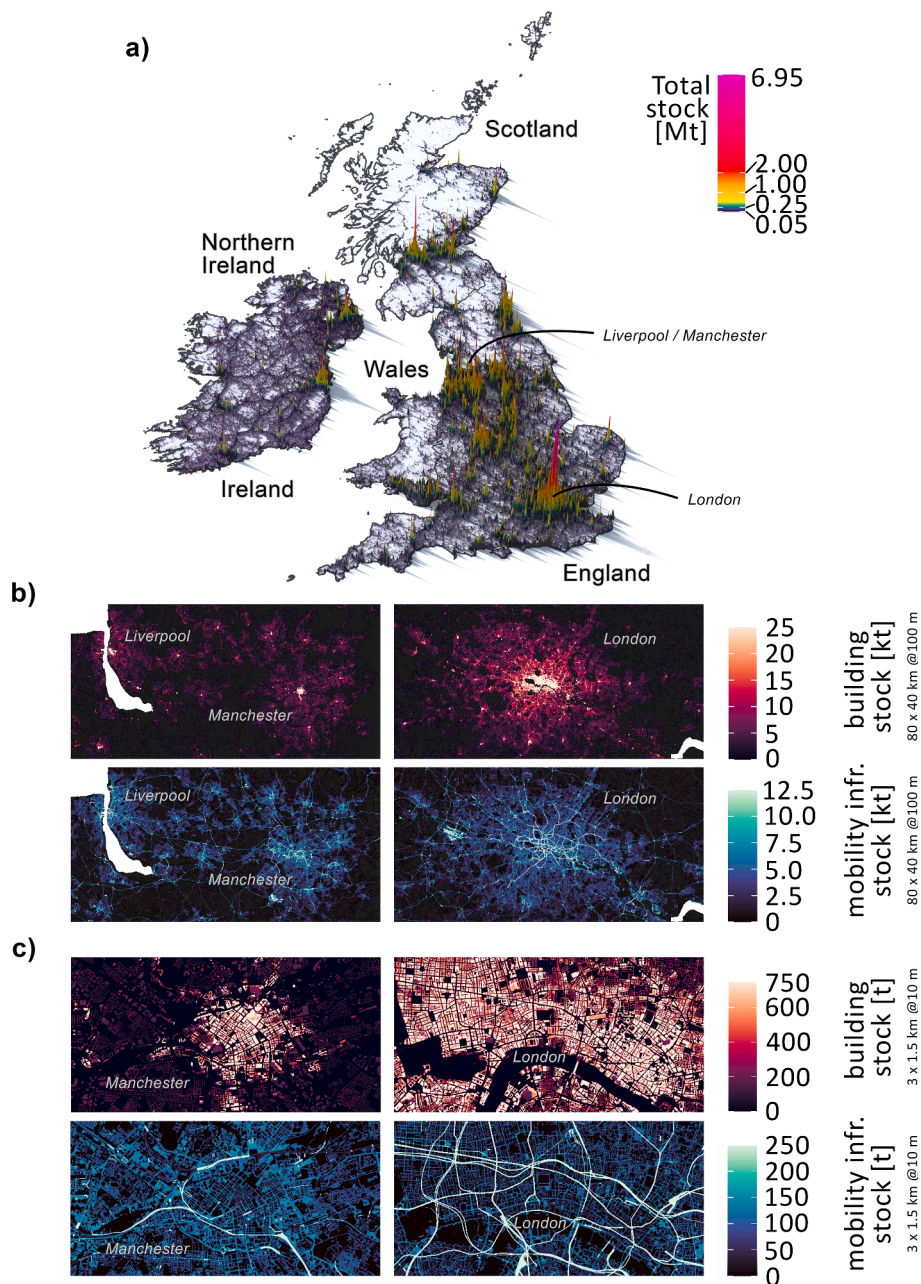 a)
Total
stock
[Mt]
6.95
2.00
1.00
0.25
0.05
Scotland
Northern
Ireland
Liverpool / Manchester
Wales
Ireland
London
England
b)
Liverpool
Manchester
London
25
20
15
10
5
0
building
stock [kt]
80 x 40 km @100 m
Liverpool
Manchester
London
12.5
10.0
7.5
5.0
2.5
0
mobility infr.
stock [kt]
80 x 40 km @100 m
c)
Manchester
London
750
600
400
200
0
building
stock [t]
3 x 1.5 km @10 m
Manchester
London
250
200
150
100
50
0
mobility infr.
stock [t]
3 x 1.5 km @10 m